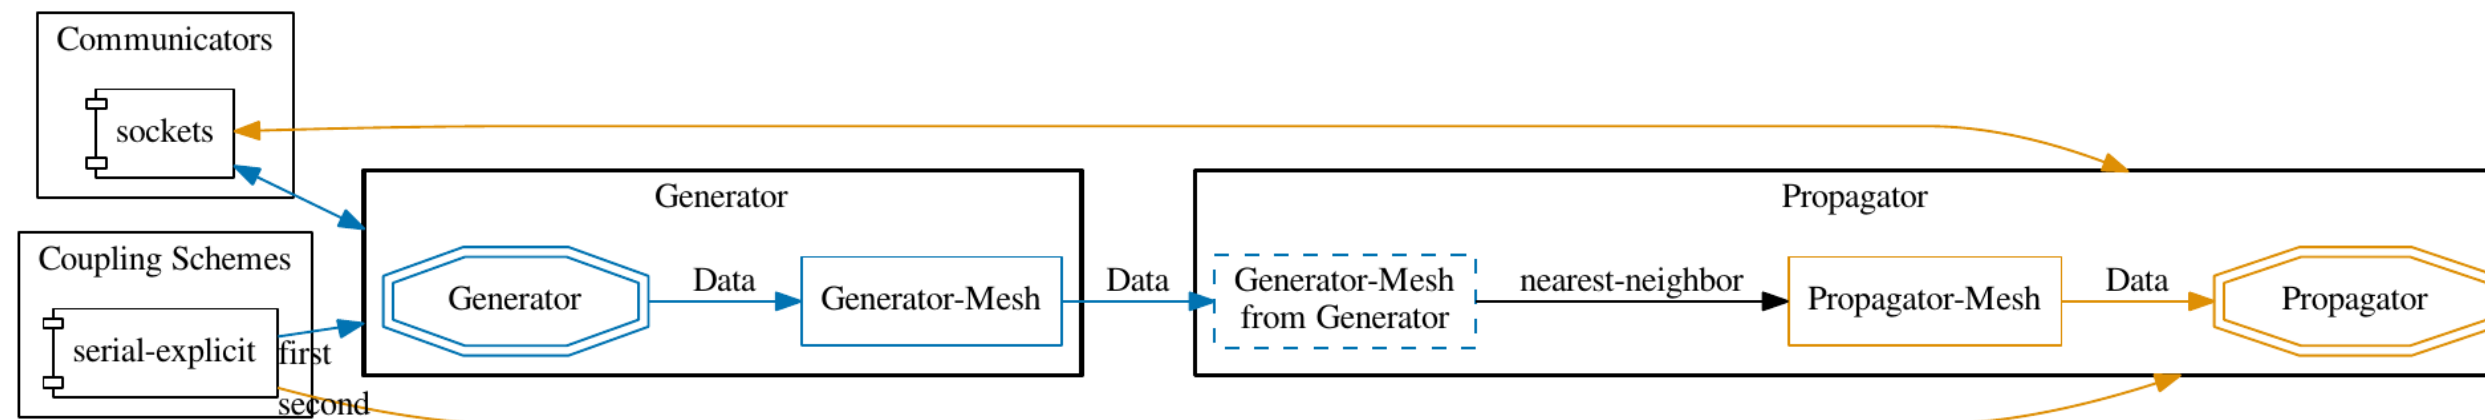 Communicators
sockets
Coupling Schemes
serial-explicit
first
second
Generator
Generator
Data
Generator-Mesh
Data
Propagator
Generator-Mesh
from Generator
nearest-neighbor
Propagator-Mesh
Data
Propagator